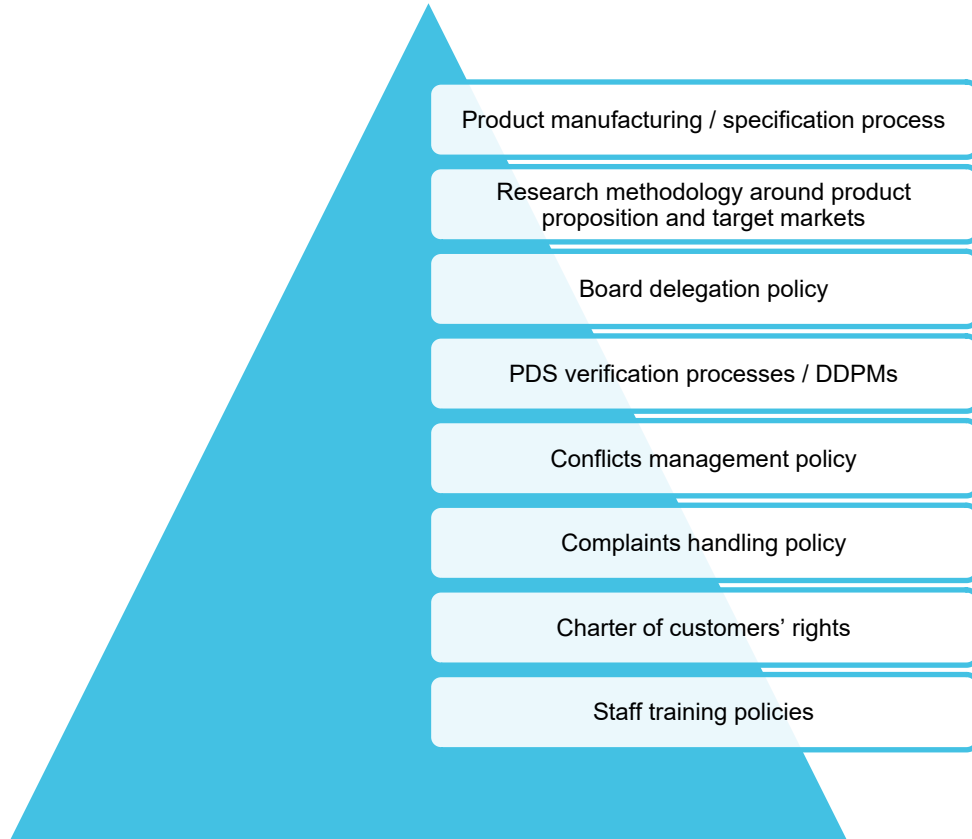 Product manufacturing / specification process
Research methodology around product
proposition and target markets
Board delegation policy
PDS verification processes / DDPMs
Conflicts management policy
Complaints handling policy
Charter of customers’ rights
Staff training policies